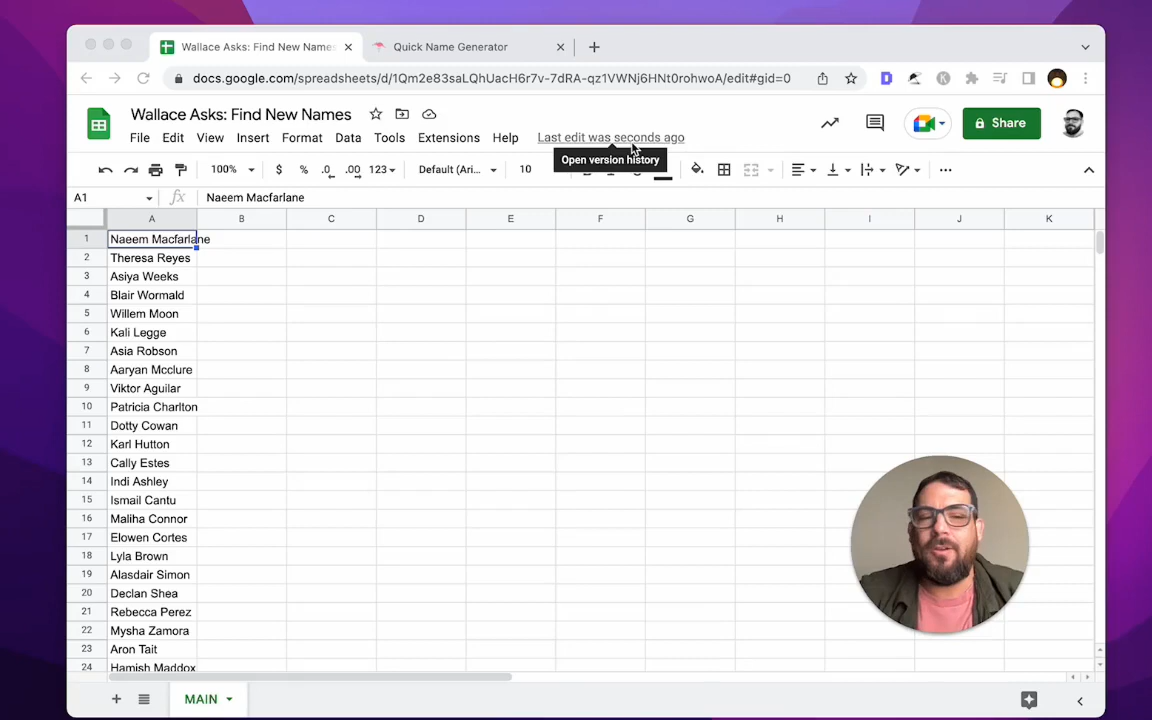 Wallace Asks: Find New Names
Quick Name Generator
docs.google.com/spreadsheets/d/1Qm2e83saLQhUacH6r7v-7dRA-qz1VWNj6HNt0rohwoA/edit#gid=0
Wallace Asks: Find New Names
File Edit View Insert Format Data Tools Extensions Help Last edit was seconds ago
Share
Open version history
100% $ % .0 .00 123 Default (Ari... 10
A1 fx Naeem Macfarlane
A B C D E F G H I J K
1 Naeem Macfarlane
2 Theresa Reyes
3 Asiya Weeks
4 Blair Wormald
5 Willem Moon
6 Kali Legge
7 Asia Robson
8 Aaryan Mcclure
9 Viktor Aguilar
10 Patricia Charlton
11 Dotty Cowan
12 Karl Hutton
13 Cally Estes
14 Indi Ashley
15 Ismail Cantu
16 Maliha Connor
17 Elowen Cortes
18 Lyla Brown
19 Alasdair Simon
20 Declan Shea
21 Rebecca Perez
22 Mysha Zamora
23 Aron Tait
24 Hamish Maddox
MAIN